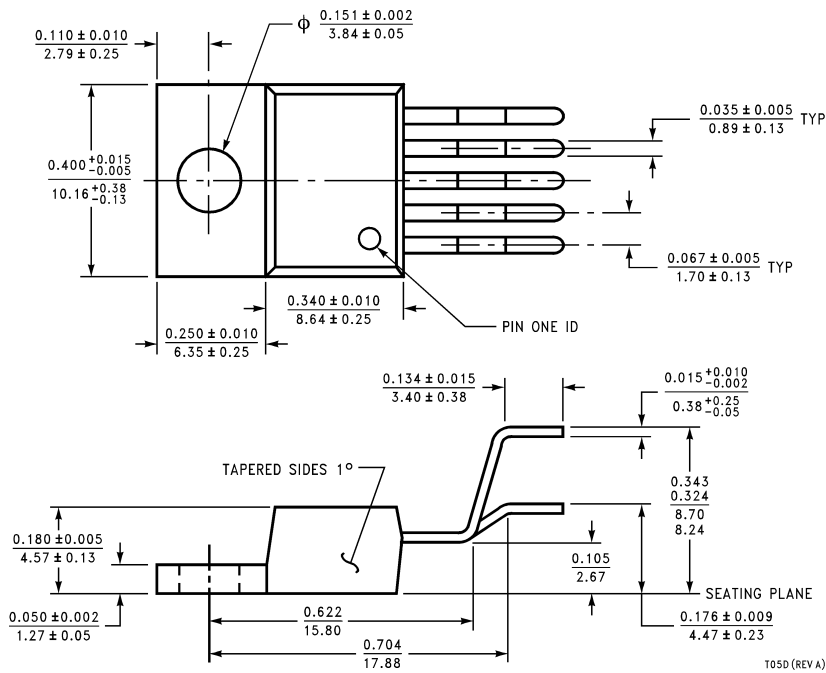 ϕ 0.151 ± 0.002
3.84 ± 0.05
0.110 ± 0.010
2.79 ± 0.25
0.035 ± 0.005
0.89 ± 0.13
TYP
0.400 +0.015 -0.005
10.16 +0.38 -0.13
0.067 ± 0.005
1.70 ± 0.13
TYP
0.340 ± 0.010
8.64 ± 0.25
PIN ONE ID
0.250 ± 0.010
6.35 ± 0.25
0.134 ± 0.015
3.40 ± 0.38
0.015 +0.010 -0.002
0.38 +0.25 -0.05
TAPERED SIDES 1°
0.343
0.324
8.70
8.24
0.180 ±0.005
4.57 ± 0.13
0.105
2.67
SEATING PLANE
0.050 ±0.002
1.27 ± 0.05
0.622
15.80
0.176 ± 0.009
4.47 ± 0.23
0.704
17.88
T05D (REV A)